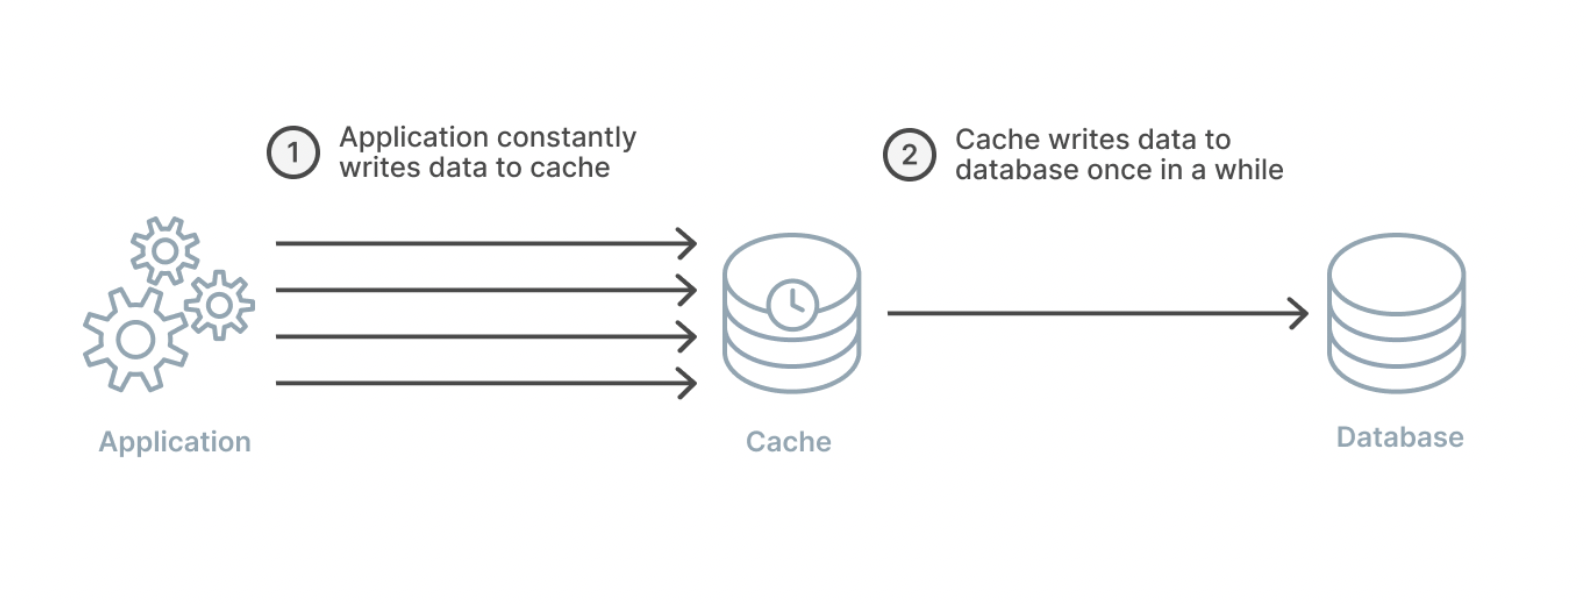 1
Application constantly
writes data to cache
2
Cache writes data to
database once in a while
Application
Cache
Database